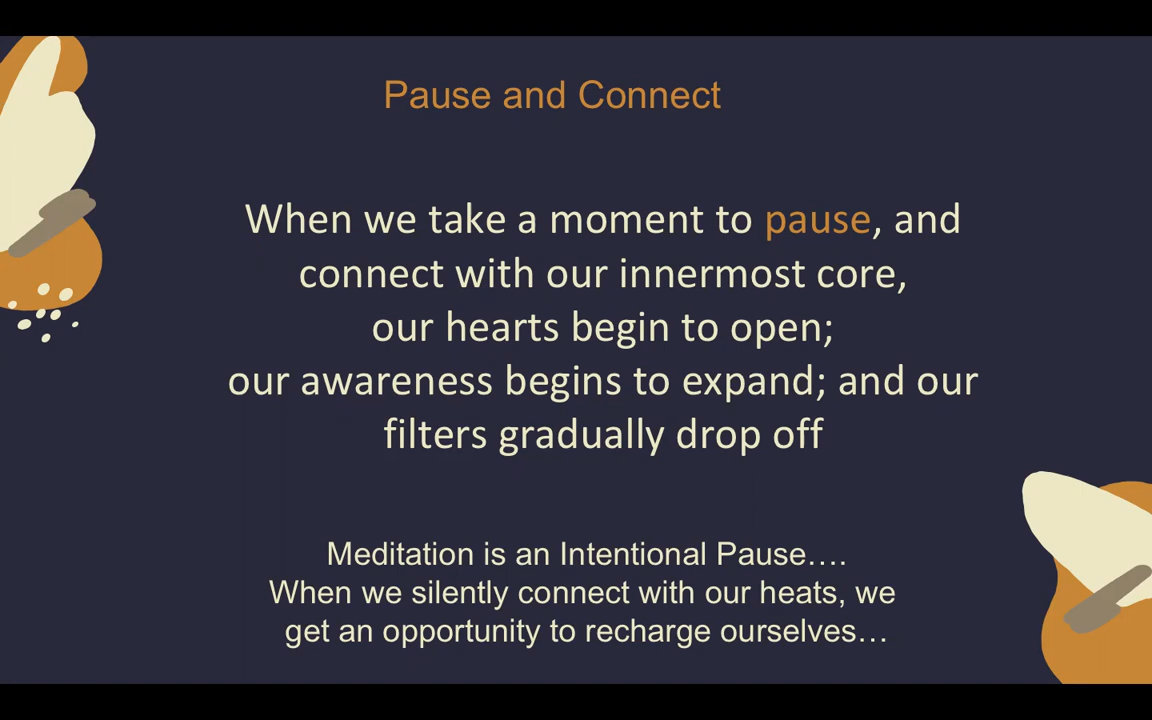 Pause and Connect
When we take a moment to pause, and
connect with our innermost core,
our hearts begin to open;
our awareness begins to expand; and our
filters gradually drop off
Meditation is an Intentional Pause….
When we silently connect with our heats, we
get an opportunity to recharge ourselves…